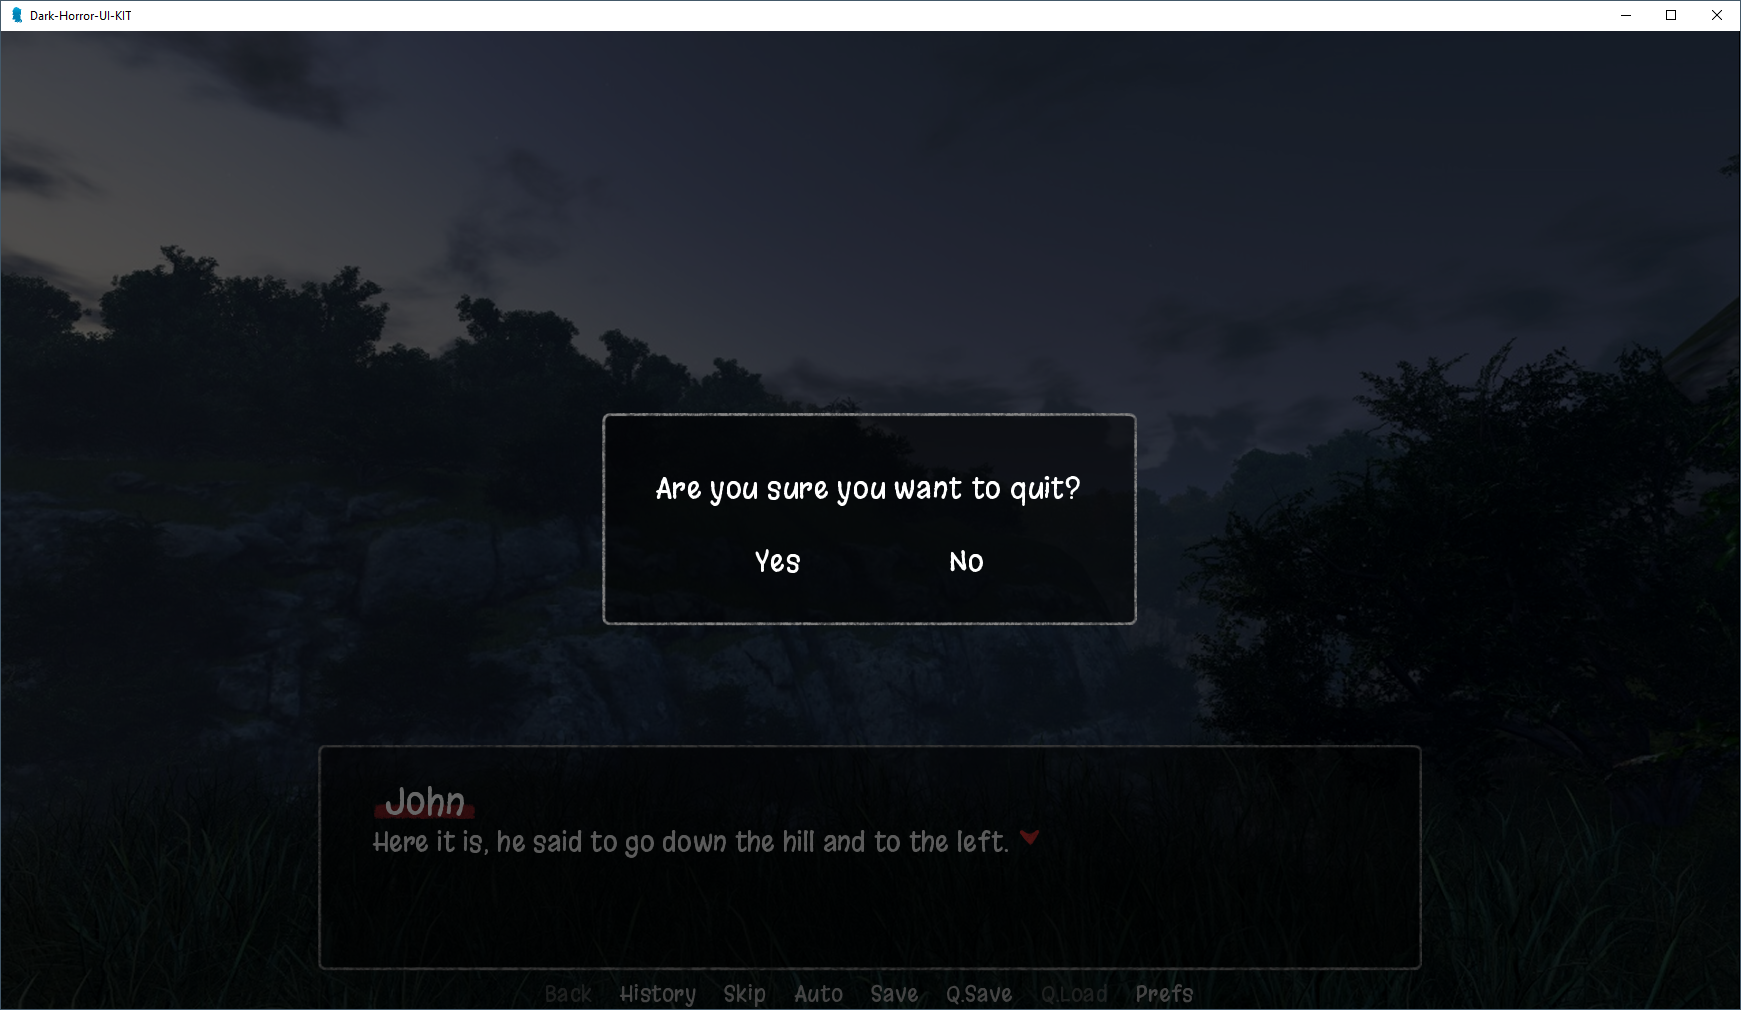 Dark-Horror-UI-KIT
Are you sure you want to quit?
Yes No
John
Here it is, he said to go down the hill and to the left.
Back History Skip Auto Save Q.Save Q.Load Prefs